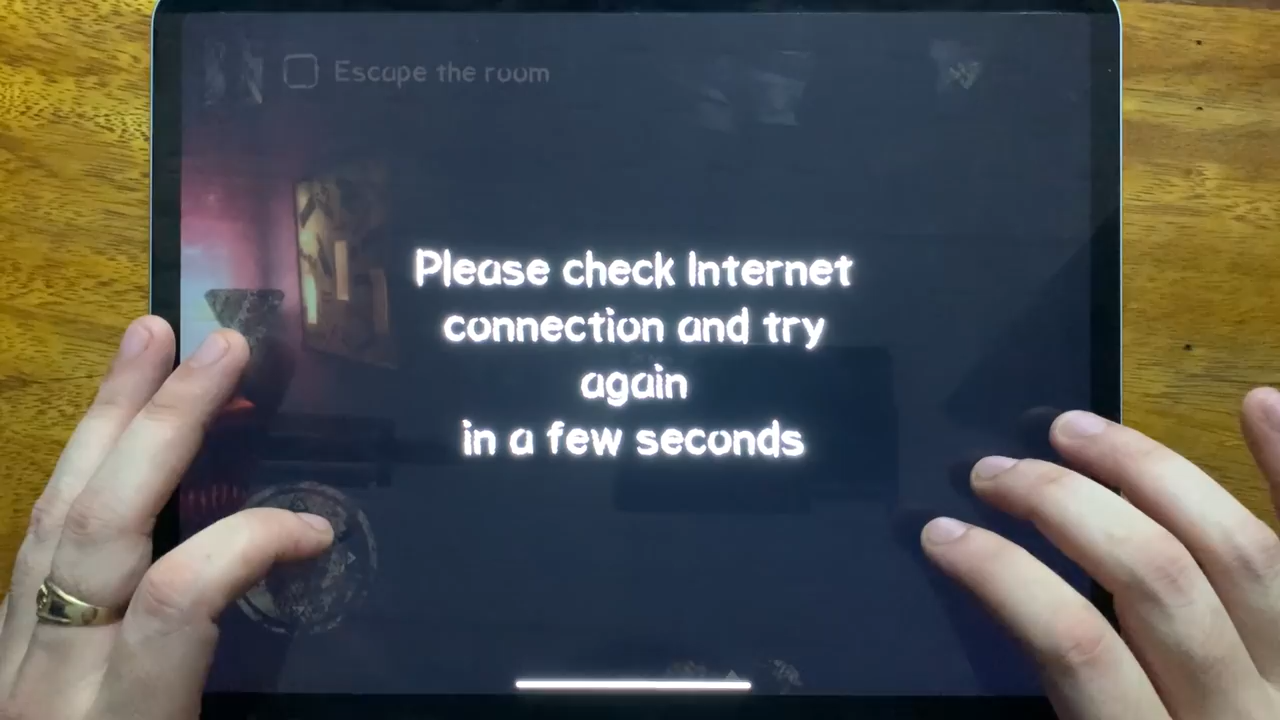 Escape the room
Please check Internet
connection and try
again
in a few seconds